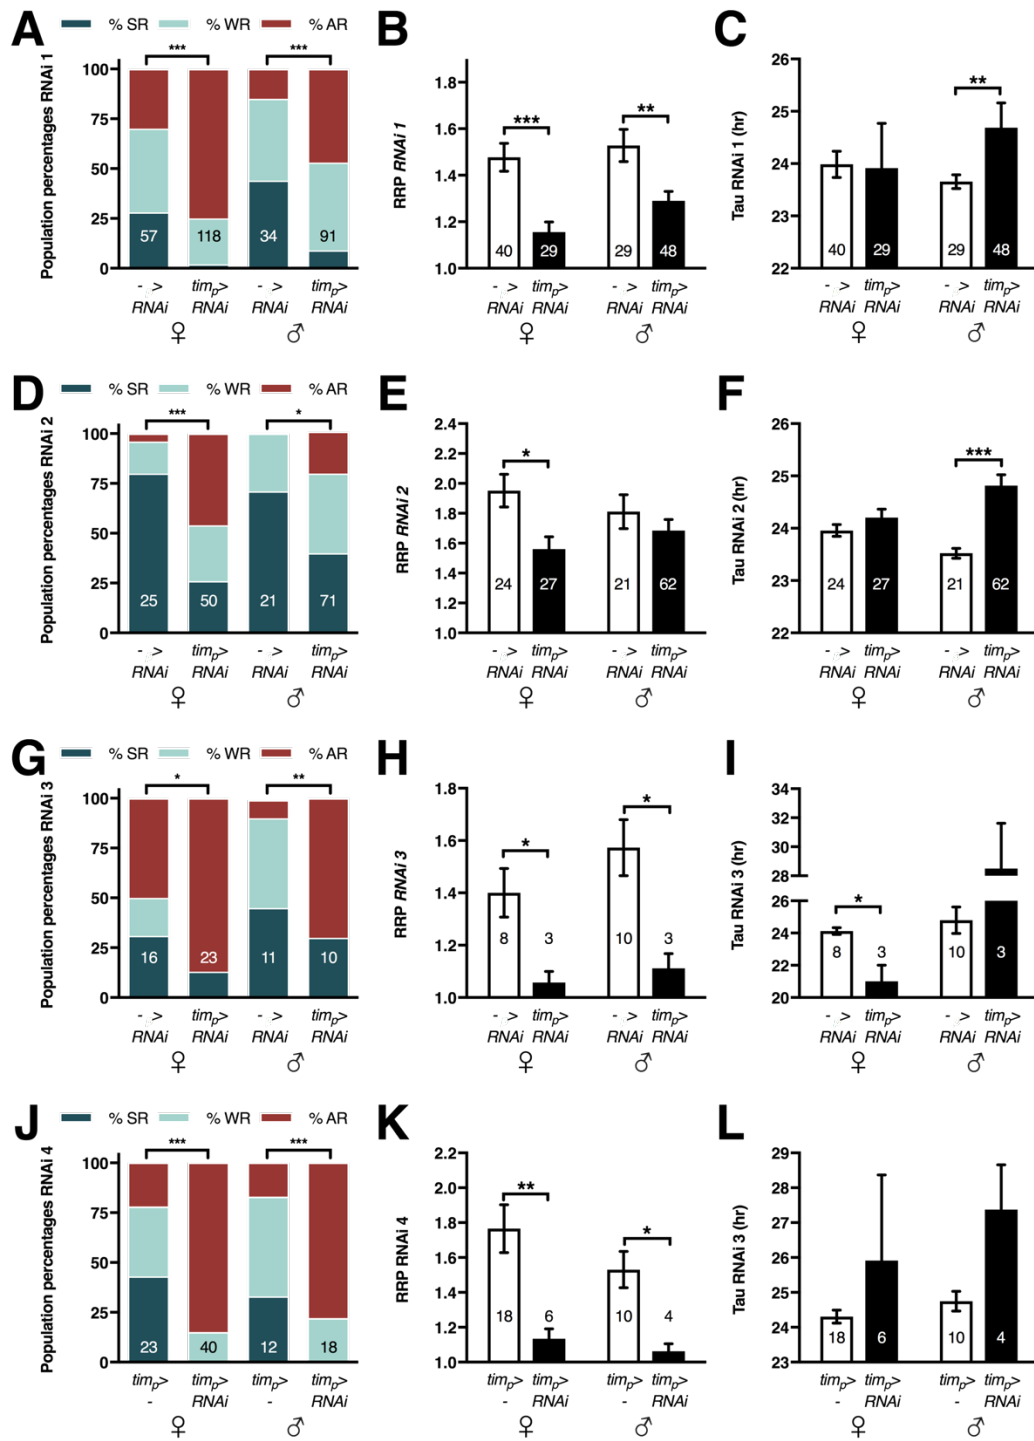 A
% SR % WR % AR
Population percentages RNAi 1
100
75
50
25
0
***
***
57
118
34
91
- > timp> - > timp>
RNAi RNAi RNAi RNAi
♀ ♂
B
RRP RNAi 1
1.8
1.6
1.4
1.2
1.0
***
**
40
29
29
48
- > timp> - > timp>
RNAi RNAi RNAi RNAi
♀ ♂
C
Tau RNAi 1 (hr)
26
25
24
23
22
**
40
29
29
48
- > timp> - > timp>
RNAi RNAi RNAi RNAi
♀ ♂
D
% SR % WR % AR
Population percentages RNAi 2
100
75
50
25
0
***
*
25
50
21
71
- > timp> - > timp>
RNAi RNAi RNAi RNAi
♀ ♂
E
RRP RNAi 2
2.4
2.2
2.0
1.8
1.6
1.4
1.2
1.0
*
24
27
21
62
- > timp> - > timp>
RNAi RNAi RNAi RNAi
♀ ♂
F
Tau RNAi 2 (hr)
26
25
24
23
22
***
24
27
21
62
- > timp> - > timp>
RNAi RNAi RNAi RNAi
♀ ♂
G
% SR % WR % AR
Population percentages RNAi 3
100
75
50
25
0
*
**
16
23
11
10
- > timp> - > timp>
RNAi RNAi RNAi RNAi
♀ ♂
H
RRP RNAi 3
1.8
1.6
1.4
1.2
1.0
*
*
8
3
10
3
- > timp> - > timp>
RNAi RNAi RNAi RNAi
♀ ♂
I
Tau RNAi 3 (hr)
34
32
30
28
26
24
22
20
*
8
3
10
3
- > timp> - > timp>
RNAi RNAi RNAi RNAi
♀ ♂
J
% SR % WR % AR
Population percentages RNAi 4
100
75
50
25
0
***
***
23
40
12
18
timp> timp> timp> timp>
- RNAi - RNAi
♀ ♂
K
RRP RNAi 4
2.2
2.0
1.8
1.6
1.4
1.2
1.0
**
*
18
6
10
4
timp> timp> timp> timp>
- RNAi - RNAi
♀ ♂
L
Tau RNAi 3 (hr)
29
28
27
26
25
24
23
18
6
10
4
timp> timp> timp> timp>
- RNAi - RNAi
♀ ♂